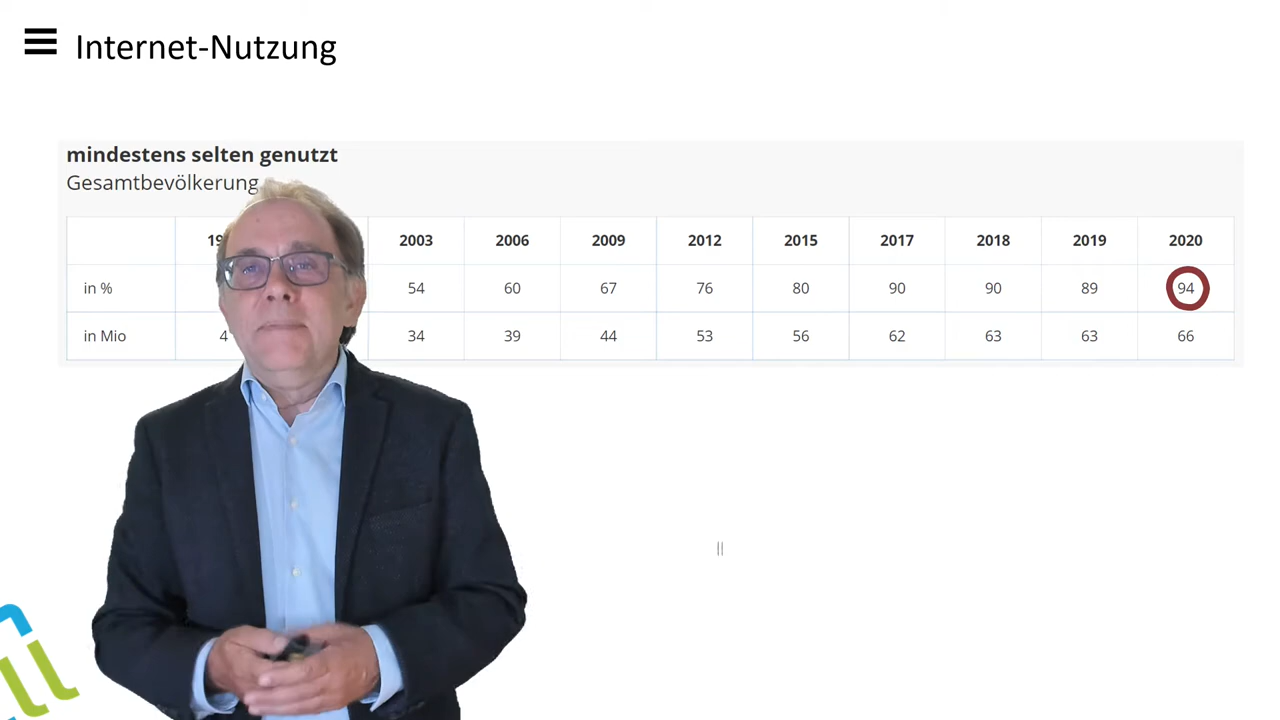 Internet-Nutzung
mindestens selten genutzt
Gesamtbevölkerung
2003 2006 2009 2012 2015 2017 2018 2019 2020
in % 54 60 67 76 80 90 90 89 94
in Mio 4 34 39 44 53 56 62 63 63 66